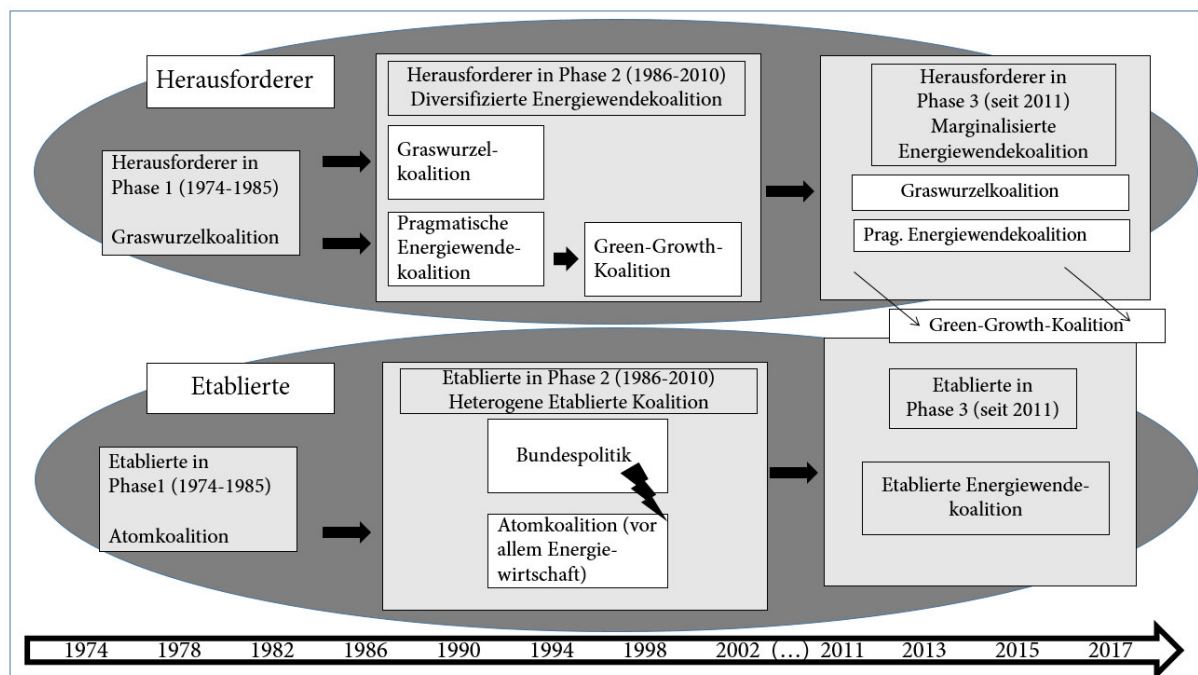 Herausforderer
Herausforderer in
Phase 1 (1974-1985)
Graswurzelkoalition
Herausforderer in Phase 2 (1986-2010)
Diversifizierte Energiewendekoalition
Graswurzel-
koalition
Pragmatische
Energiewende-
koalition
Green-Growth-
Koalition
Herausforderer in
Phase 3 (seit 2011)
Marginalisierte
Energiewendekoalition
Graswurzelkoalition
Prag. Energiewendekoalition
Green-Growth-Koalition
Etablierte
Etablierte in
Phase1 (1974-1985)
Atomkoalition
Etablierte in Phase 2 (1986-2010)
Heterogene Etablierte Koalition
Bundespolitik
Atomkoalition (vor
allem Energie-
wirtschaft)
Etablierte in
Phase 3 (seit 2011)
Etablierte Energiewende-
koalition
1974 1978 1982 1986 1990 1994 1998 2002 (…) 2011 2013 2015 2017